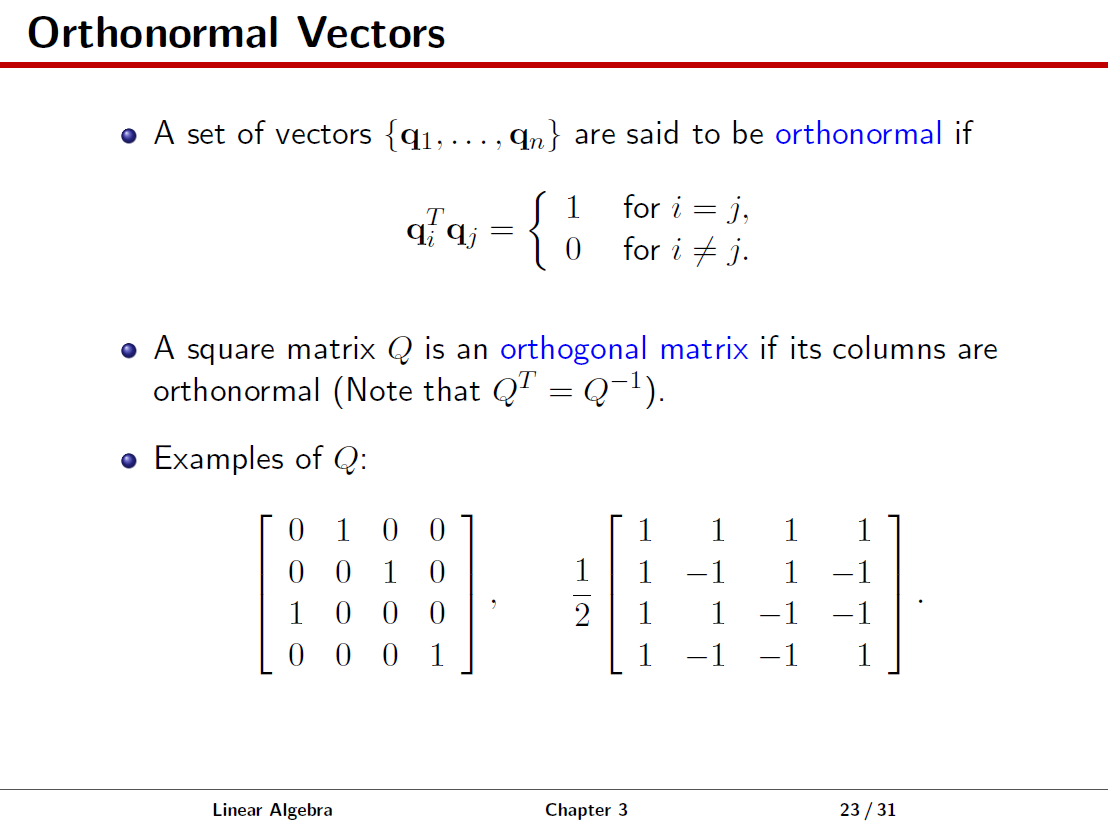 Orthonormal Vectors
A set of vectors {q₁, . . . , qₙ} are said to be orthonormal if
qᵢᵀqⱼ = { 1 for i = j,
0 for i ≠ j.
A square matrix Q is an orthogonal matrix if its columns are
orthonormal (Note that Qᵀ = Q⁻¹).
Examples of Q:
[ 0 1 0 0
0 0 1 0
1 0 0 0
0 0 0 1 ] ,
1/2 [ 1 1 1 1
1 −1 1 −1
1 1 −1 −1
1 −1 −1 1 ] .
Linear Algebra Chapter 3 23 / 31